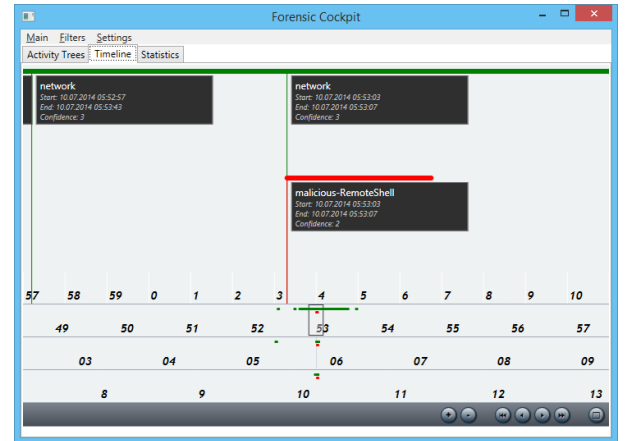 Forensic Cockpit
Main Filters Settings
Activity Trees Timeline Statistics
network
Start: 10.07.2014 05:52:57
End: 10.07.2014 05:53:43
Confidence: 3
network
Start: 10.07.2014 05:53:03
End: 10.07.2014 05:53:07
Confidence: 3
malicious-RemoteShell
Start: 10.07.2014 05:53:03
End: 10.07.2014 05:53:07
Confidence: 2
57 58 59 0 1 2 3 4 5 6 7 8 9 10
49 50 51 52 53 54 55 56 57
03 04 05 06 07 08 09
8 9 10 11 12 13